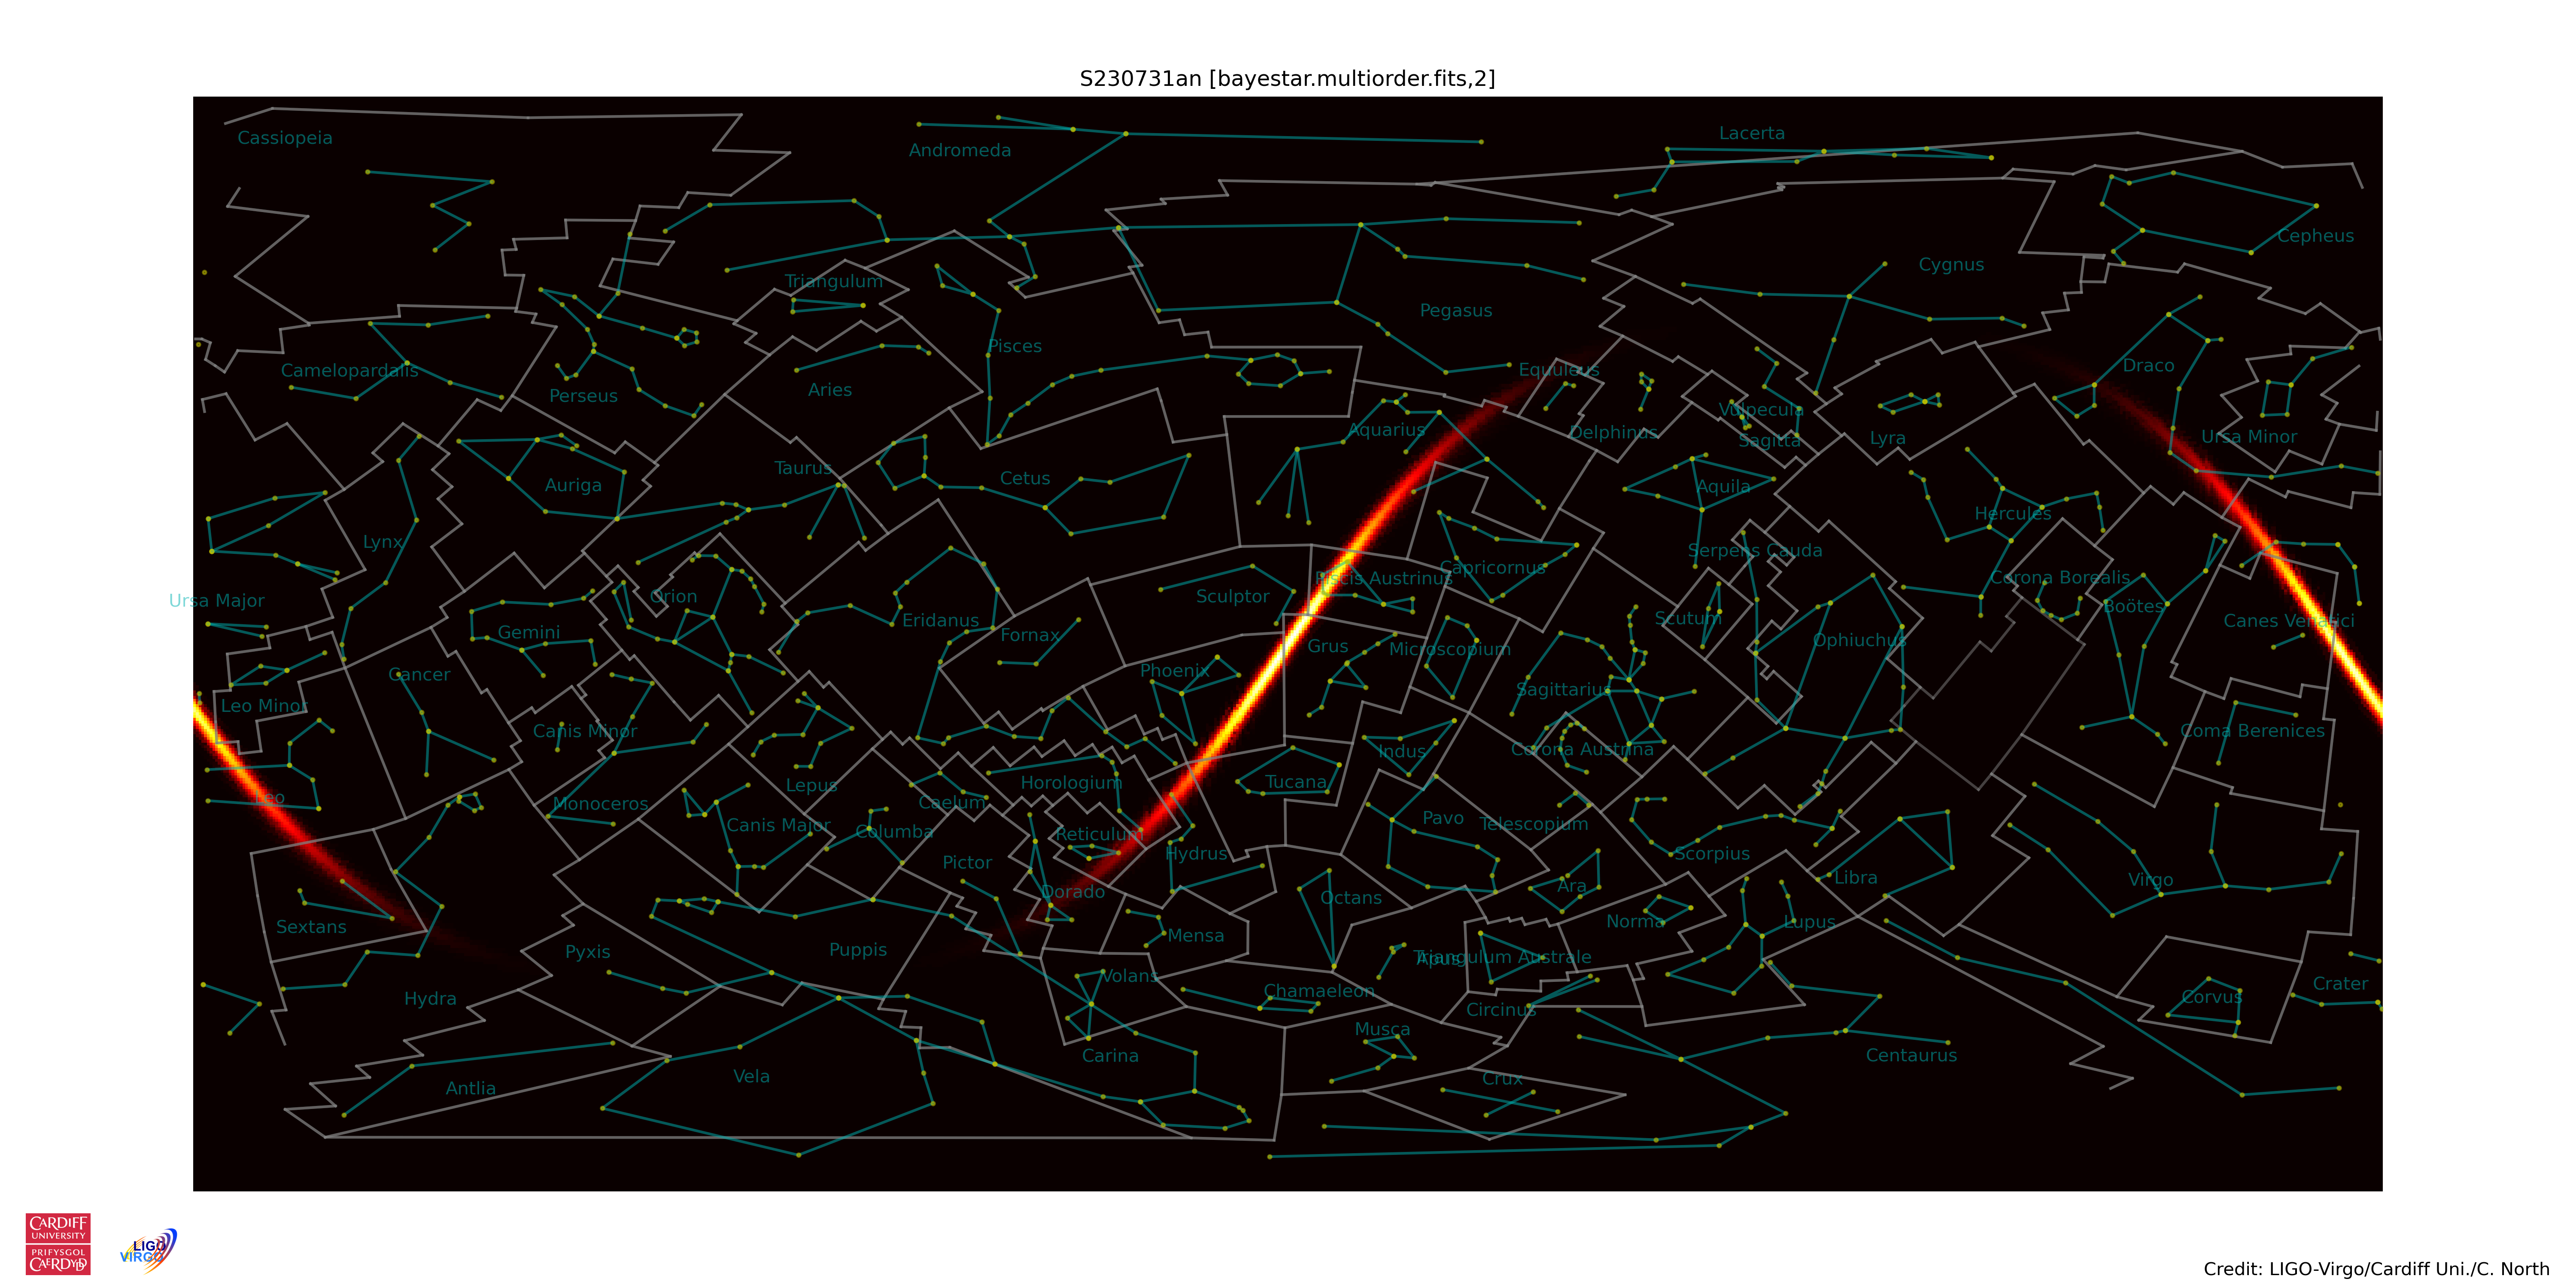 S230731an [bayestar.multiorder.fits,2]
Cassiopeia
Andromeda
Lacerta
Cepheus
Cygnus
Triangulum
Pegasus
Pisces
Camelopardalis
Equuleus
Draco
Perseus
Aries
Vulpecula
Aquarius
Delphinus
Sagitta
Lyra
Ursa Minor
Taurus
Cetus
Auriga
Aquila
Hercules
Lynx
Serpens Cauda
Capricornus
Piscis Austrinus
Corona Borealis
Ursa Major
Orion
Sculptor
Boötes
Eridanus
Scutum
Canes Venatici
Gemini
Fornax
Grus
Microscopium
Ophiuchus
Cancer
Phoenix
Sagittarius
Leo Minor
Canis Minor
Coma Berenices
Indus
Corona Austrina
Lepus
Horologium
Tucana
Leo
Monoceros
Caelum
Canis Major
Columba
Reticulum
Pavo
Telescopium
Pictor
Hydrus
Scorpius
Dorado
Octans
Ara
Libra
Virgo
Sextans
Mensa
Norma
Lupus
Pyxis
Puppis
Apus
Triangulum Australe
Volans
Chamaeleon
Crater
Hydra
Circinus
Corvus
Musca
Carina
Centaurus
Antlia
Vela
Crux
CARDIFF
UNIVERSITY
PRIFYSGOL
CAERDYDD
LIGO
VIRGO
Credit: LIGO-Virgo/Cardiff Uni./C. North